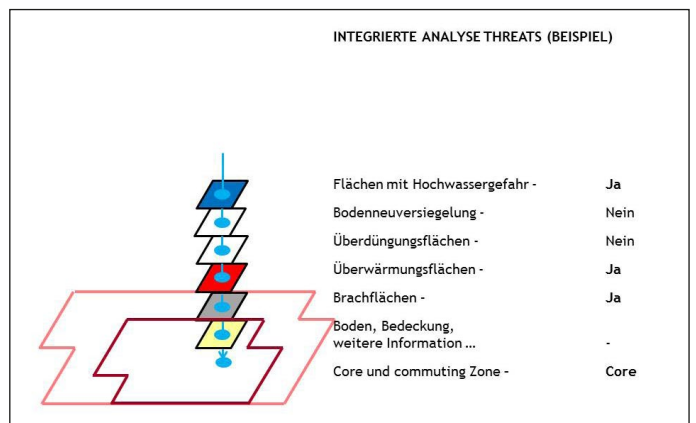 INTEGRIERTE ANALYSE THREATS (BEISPIEL)
Flächen mit Hochwassergefahr - Ja
Bodenneuversiegelung - Nein
Überdüngungsflächen - Nein
Überwärmungsflächen - Ja
Brachflächen - Ja
Boden, Bedeckung,
weitere Information ... -
Core und commuting Zone – Core